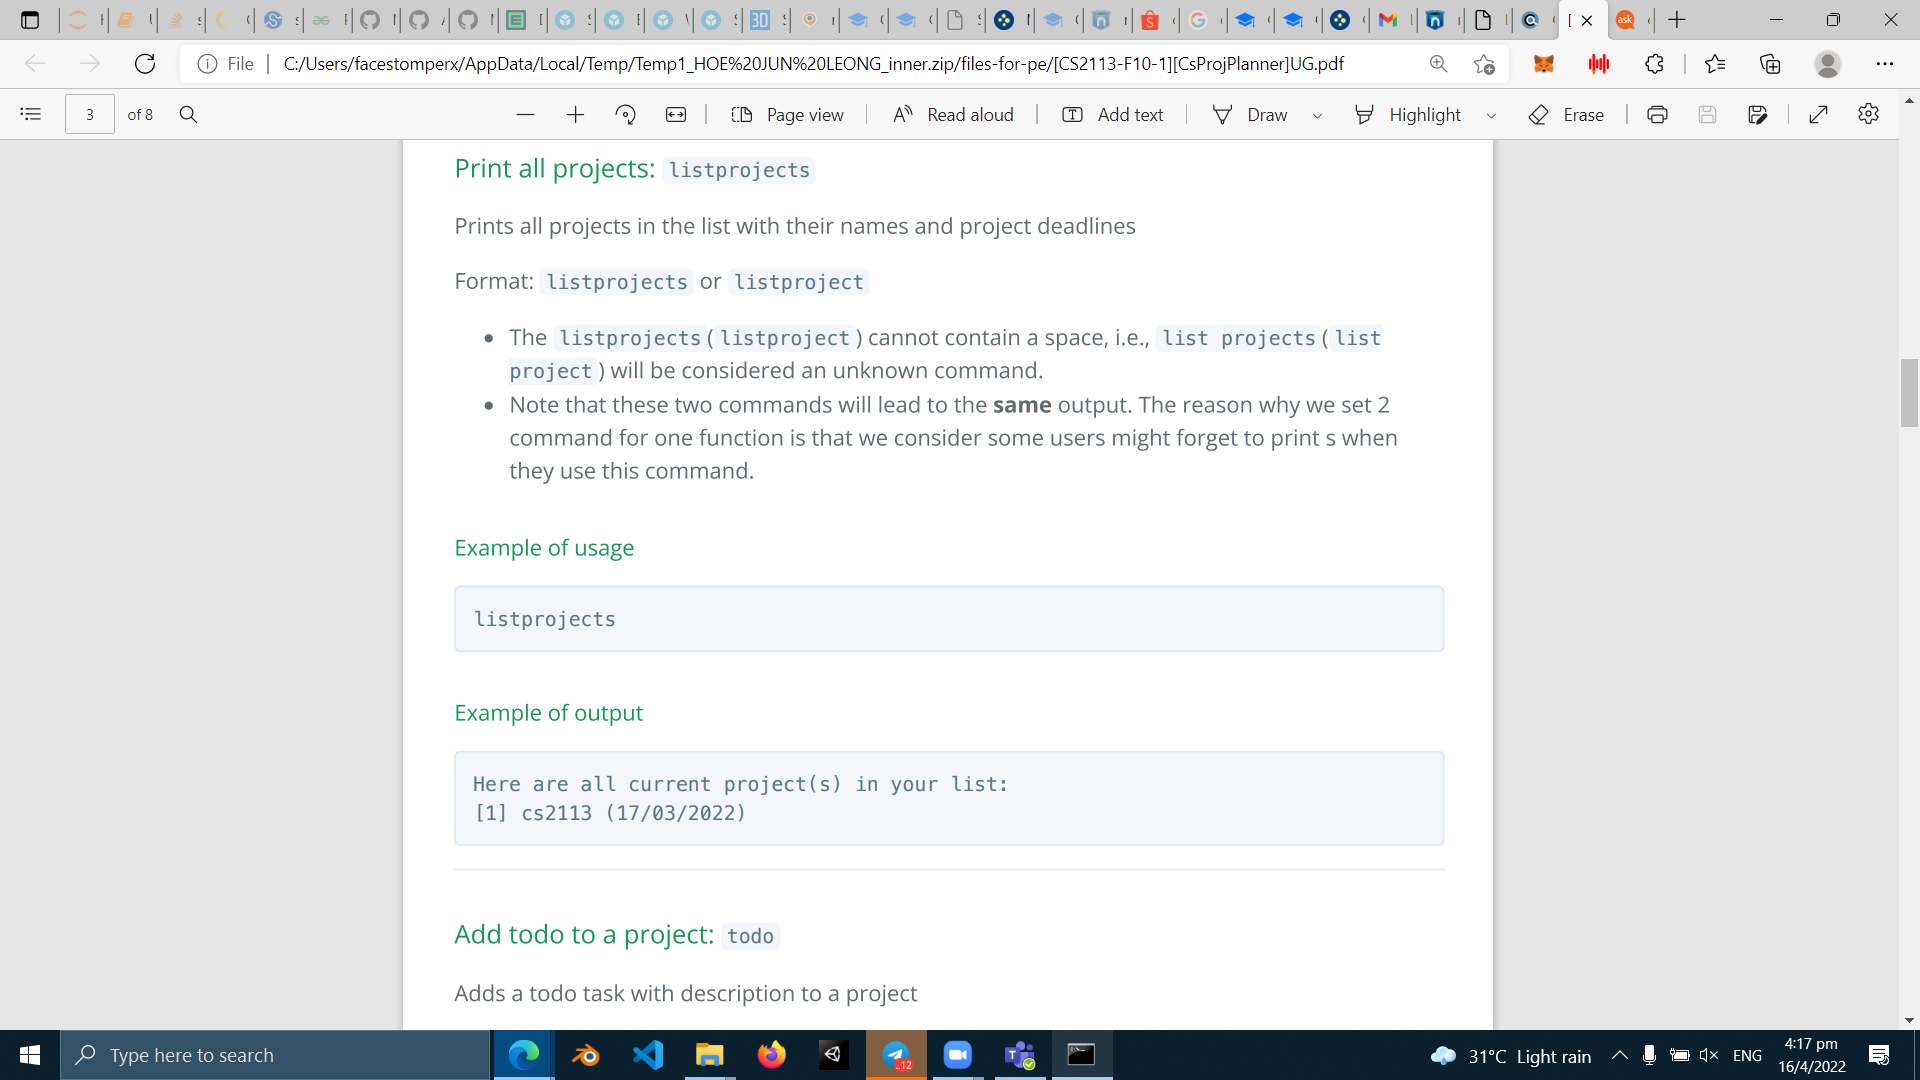 File
C:/Users/facestomperx/AppData/Local/Temp/Temp1_HOE%20JUN%20LEONG_inner.zip/files-for-pe/[CS2113-F10-1][CsProjPlanner]UG.pdf
3 of 8
Page view
Read aloud
Add text
Draw
Highlight
Erase
Print all projects: listprojects
Prints all projects in the list with their names and project deadlines
Format: listprojects or listproject
The listprojects(listproject) cannot contain a space, i.e., list projects(list
project) will be considered an unknown command.
Note that these two commands will lead to the same output. The reason why we set 2
command for one function is that we consider some users might forget to print s when
they use this command.
Example of usage
listprojects
Example of output
Here are all current project(s) in your list:
[1] cs2113 (17/03/2022)
Add todo to a project: todo
Adds a todo task with description to a project
Type here to search
31°C Light rain
ENG
4:17 pm
16/4/2022